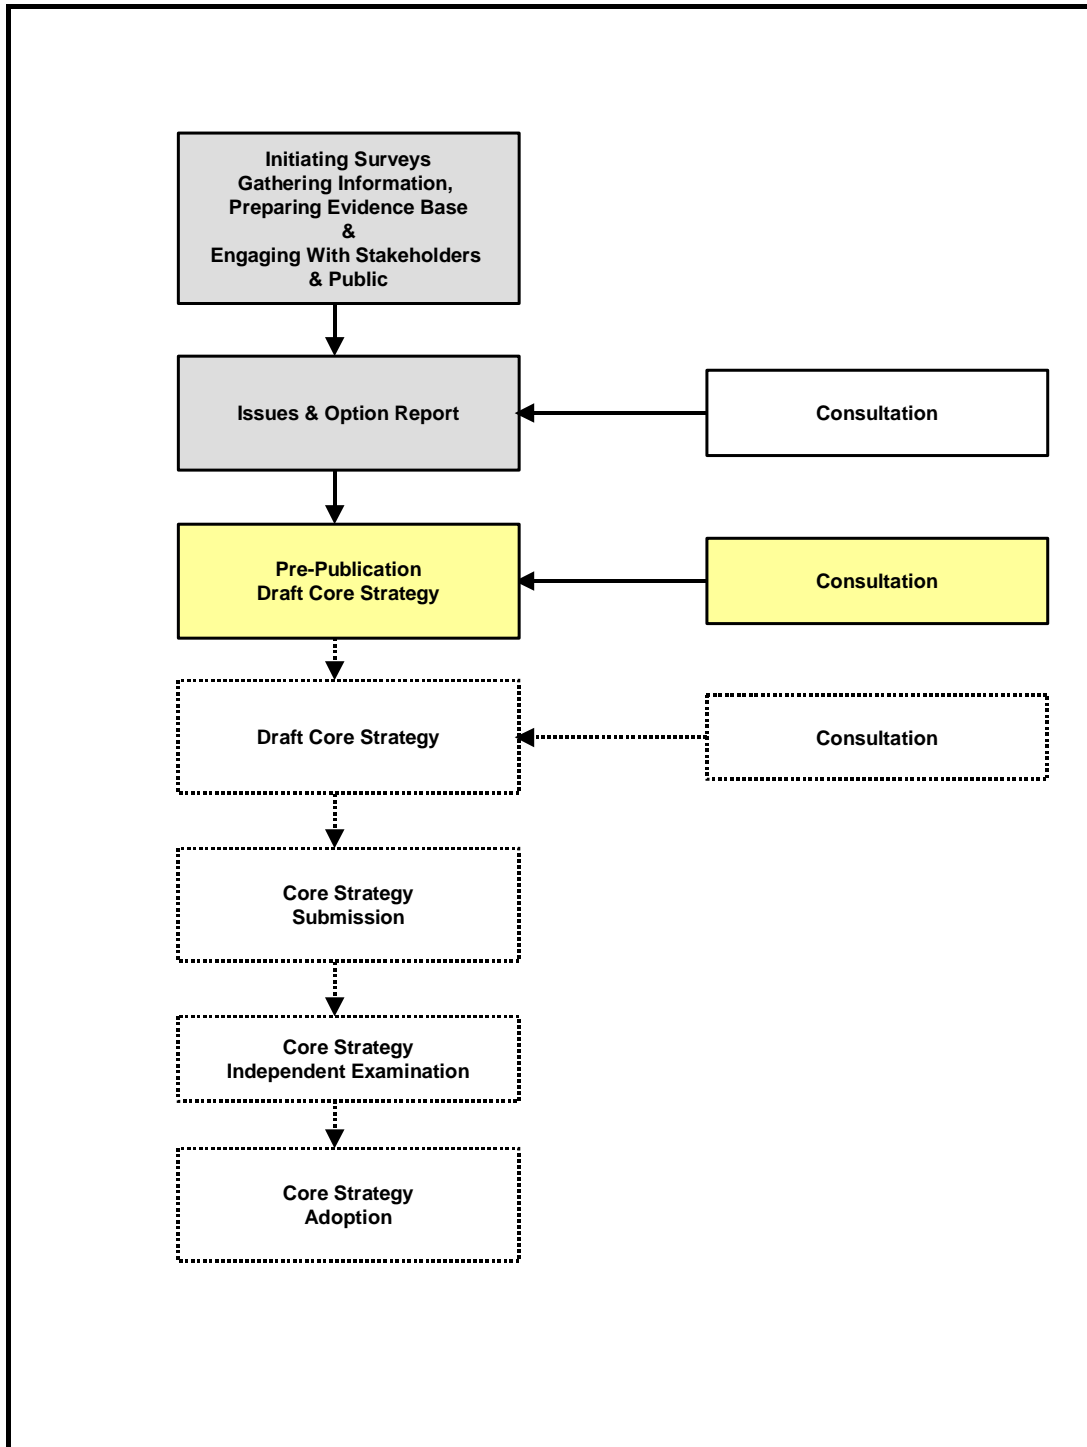 Initiating Surveys
Gathering Information,
Preparing Evidence Base
&
Engaging With Stakeholders
& Public
Issues & Option Report
Consultation
Pre-Publication
Draft Core Strategy
Consultation
Draft Core Strategy
Consultation
Core Strategy
Submission
Core Strategy
Independent Examination
Core Strategy
Adoption